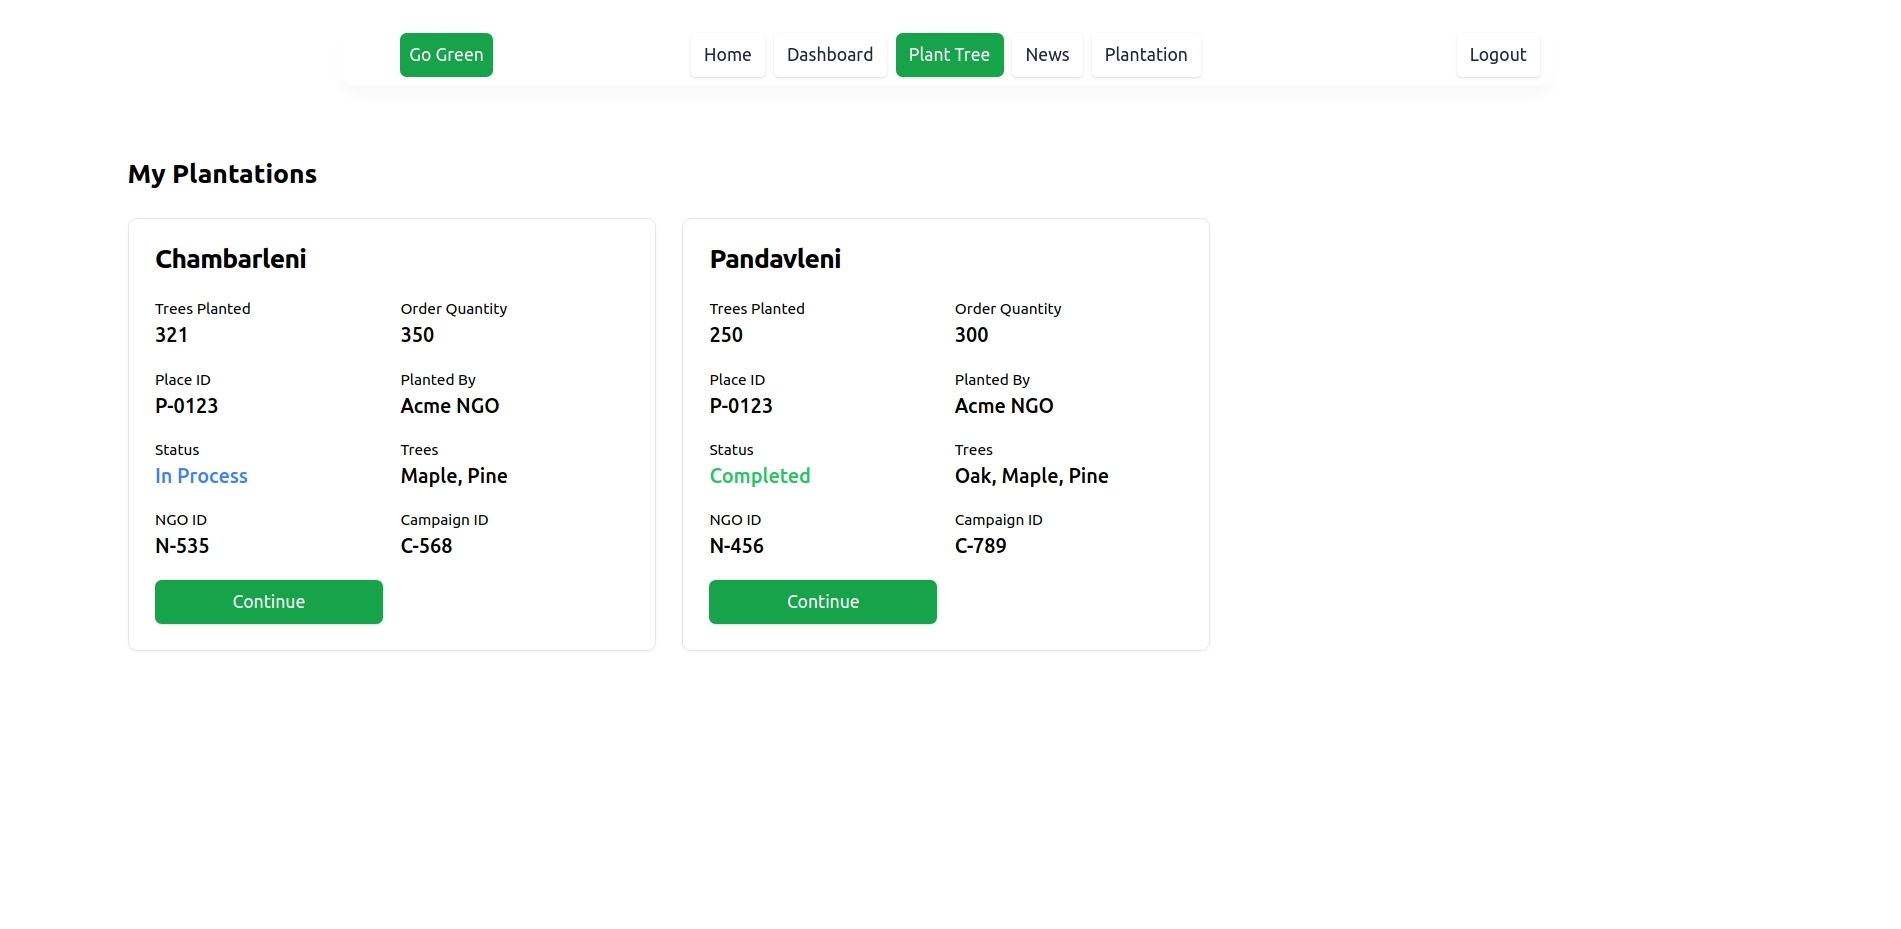 Go Green
Home Dashboard Plant Tree News Plantation
Logout
My Plantations
Chambarleni
Trees Planted Order Quantity
321 350
Place ID Planted By
P-0123 Acme NGO
Status Trees
In Process Maple, Pine
NGO ID Campaign ID
N-535 C-568
Continue
Pandavleni
Trees Planted Order Quantity
250 300
Place ID Planted By
P-0123 Acme NGO
Status Trees
Completed Oak, Maple, Pine
NGO ID Campaign ID
N-456 C-789
Continue